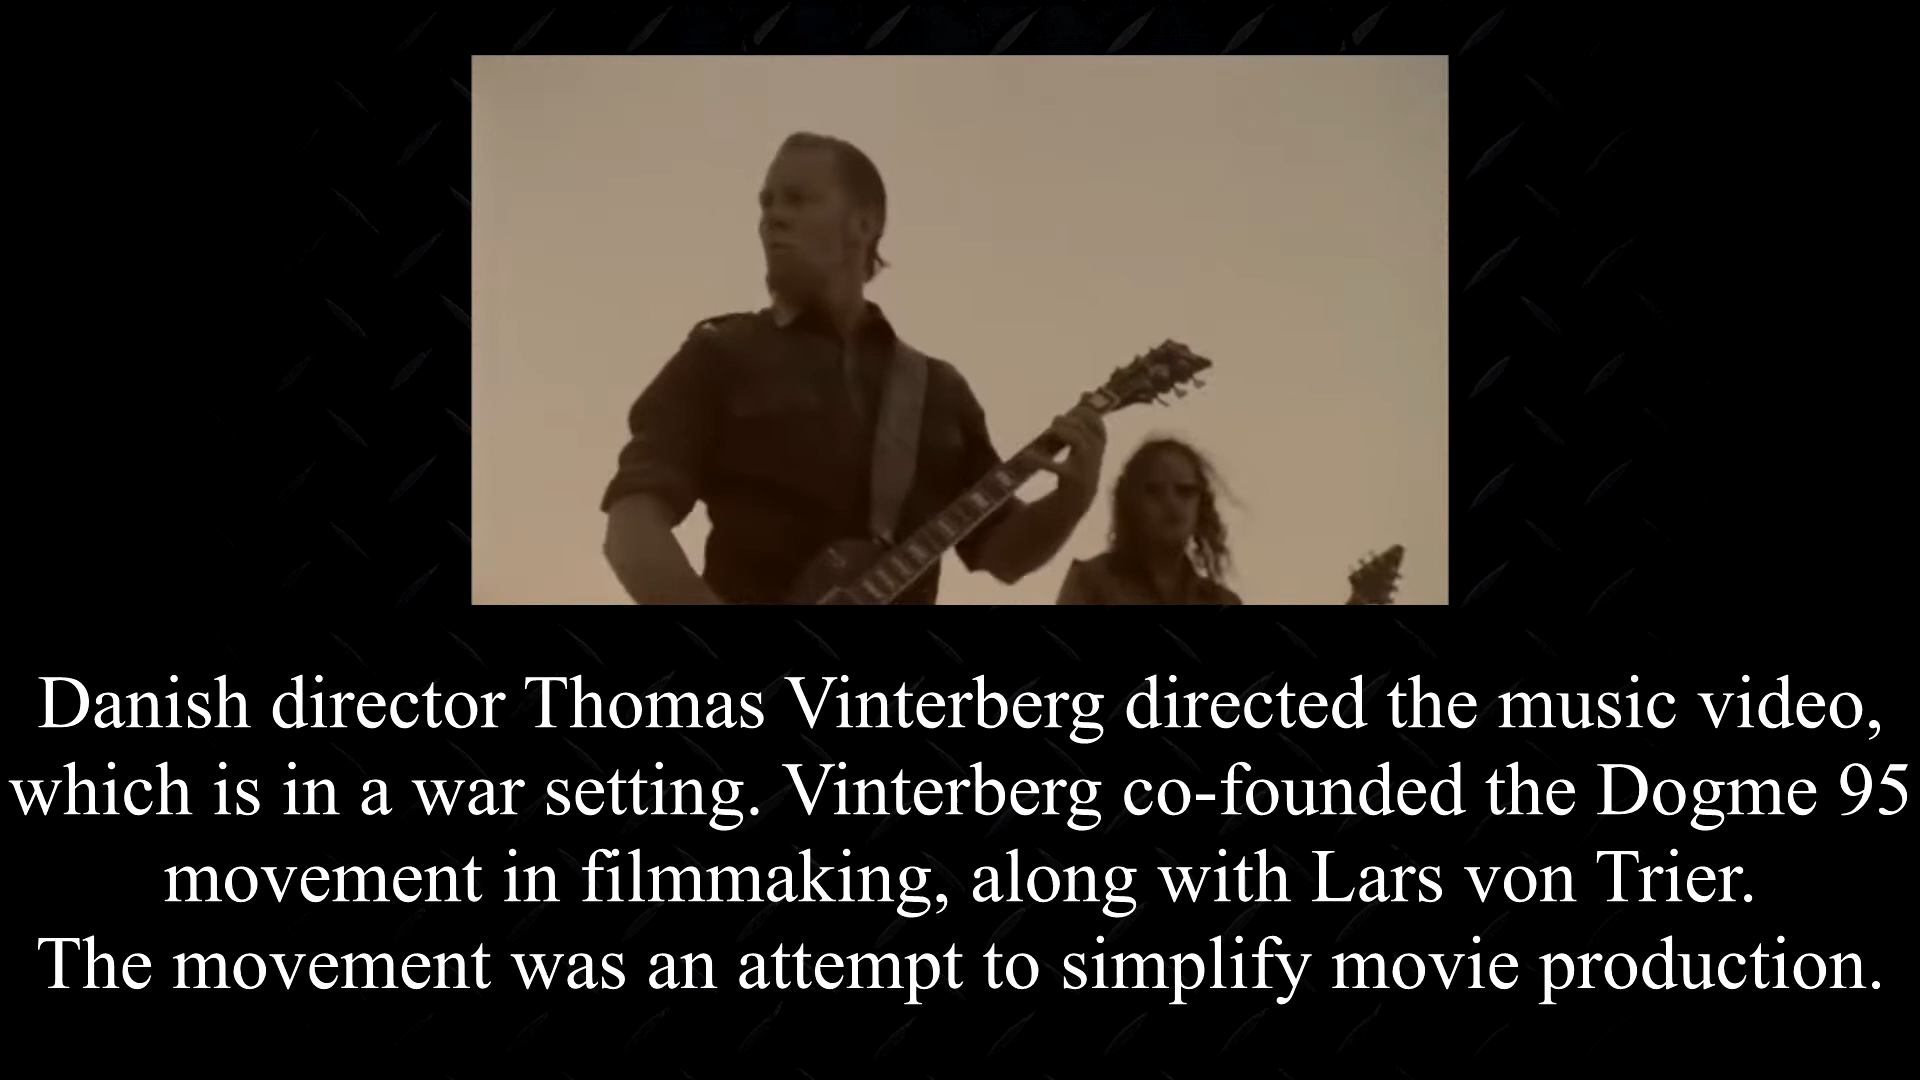 Danish director Thomas Vinterberg directed the music video,
which is in a war setting. Vinterberg co-founded the Dogme 95
movement in filmmaking, along with Lars von Trier.
The movement was an attempt to simplify movie production.